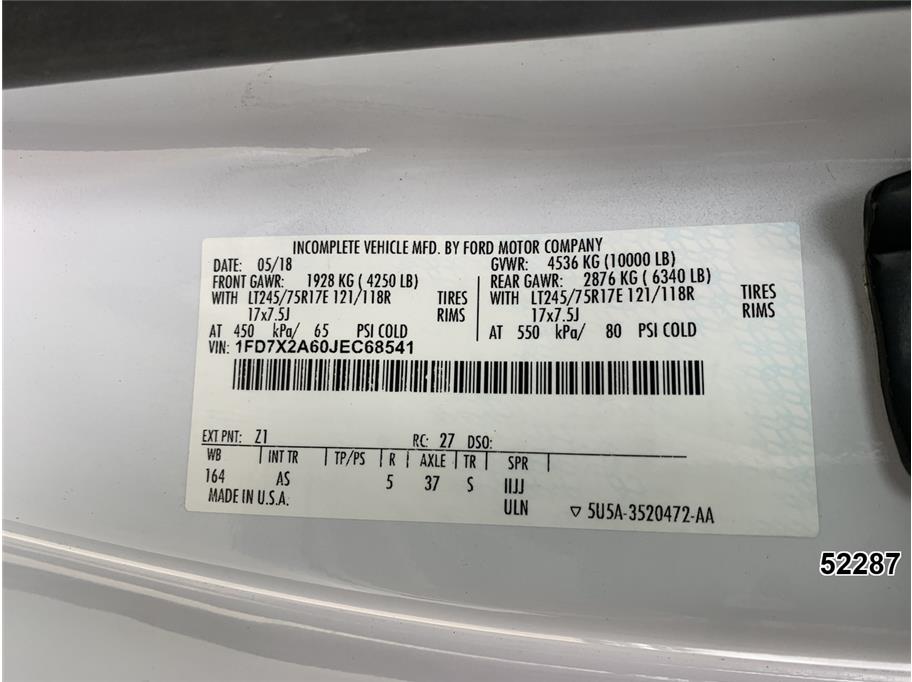 INCOMPLETE VEHICLE MFD. BY FORD MOTOR COMPANY
DATE: 05/18 GVWR: 4536 KG (10000 LB)
FRONT GAWR: 1928 KG ( 4250 LB) REAR GAWR: 2876 KG ( 6340 LB)
WITH LT245/75R17E 121/118R TIRES WITH LT245/75R17E 121/118R TIRES
17x7.5J RIMS 17x7.5J RIMS
AT 450 kPa/ 65 PSI COLD AT 550 kPa/ 80 PSI COLD
VIN: 1FD7X2A60JEC68541
EXT PNT: Z1 RC: 27 DSO:
WB INT TR TP/PS R AXLE TR SPR
164 AS 5 37 S IIJJ
MADE IN U.S.A. ULN ▽ 5U5A-3520472-AA
52287